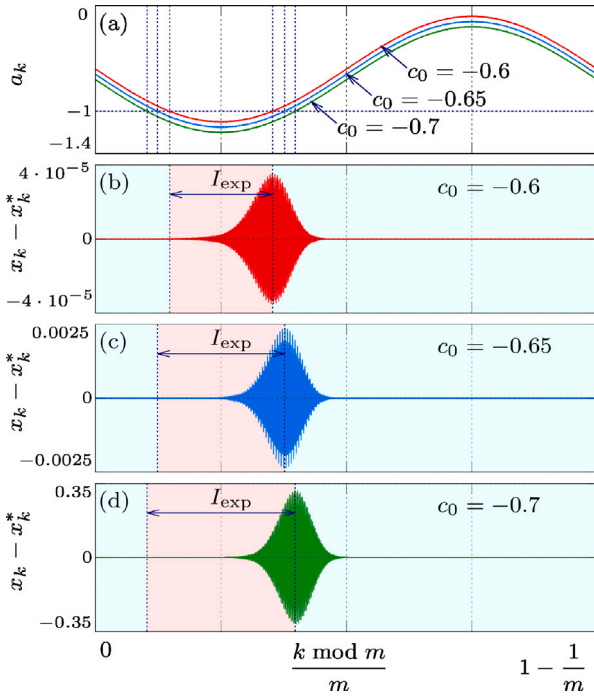 (a)
0
a_k
−1
−1.4
c_0 = −0.6
c_0 = −0.65
c_0 = −0.7
(b)
4 · 10^{−5}
x_k − x_k^*
0
−4 · 10^{−5}
I_exp
c_0 = −0.6
(c)
0.0025
x_k − x_k^*
0
−0.0025
I_exp
c_0 = −0.65
(d)
0.35
x_k − x_k^*
0
−0.35
I_exp
c_0 = −0.7
0
k mod m
m
1 − 1/m